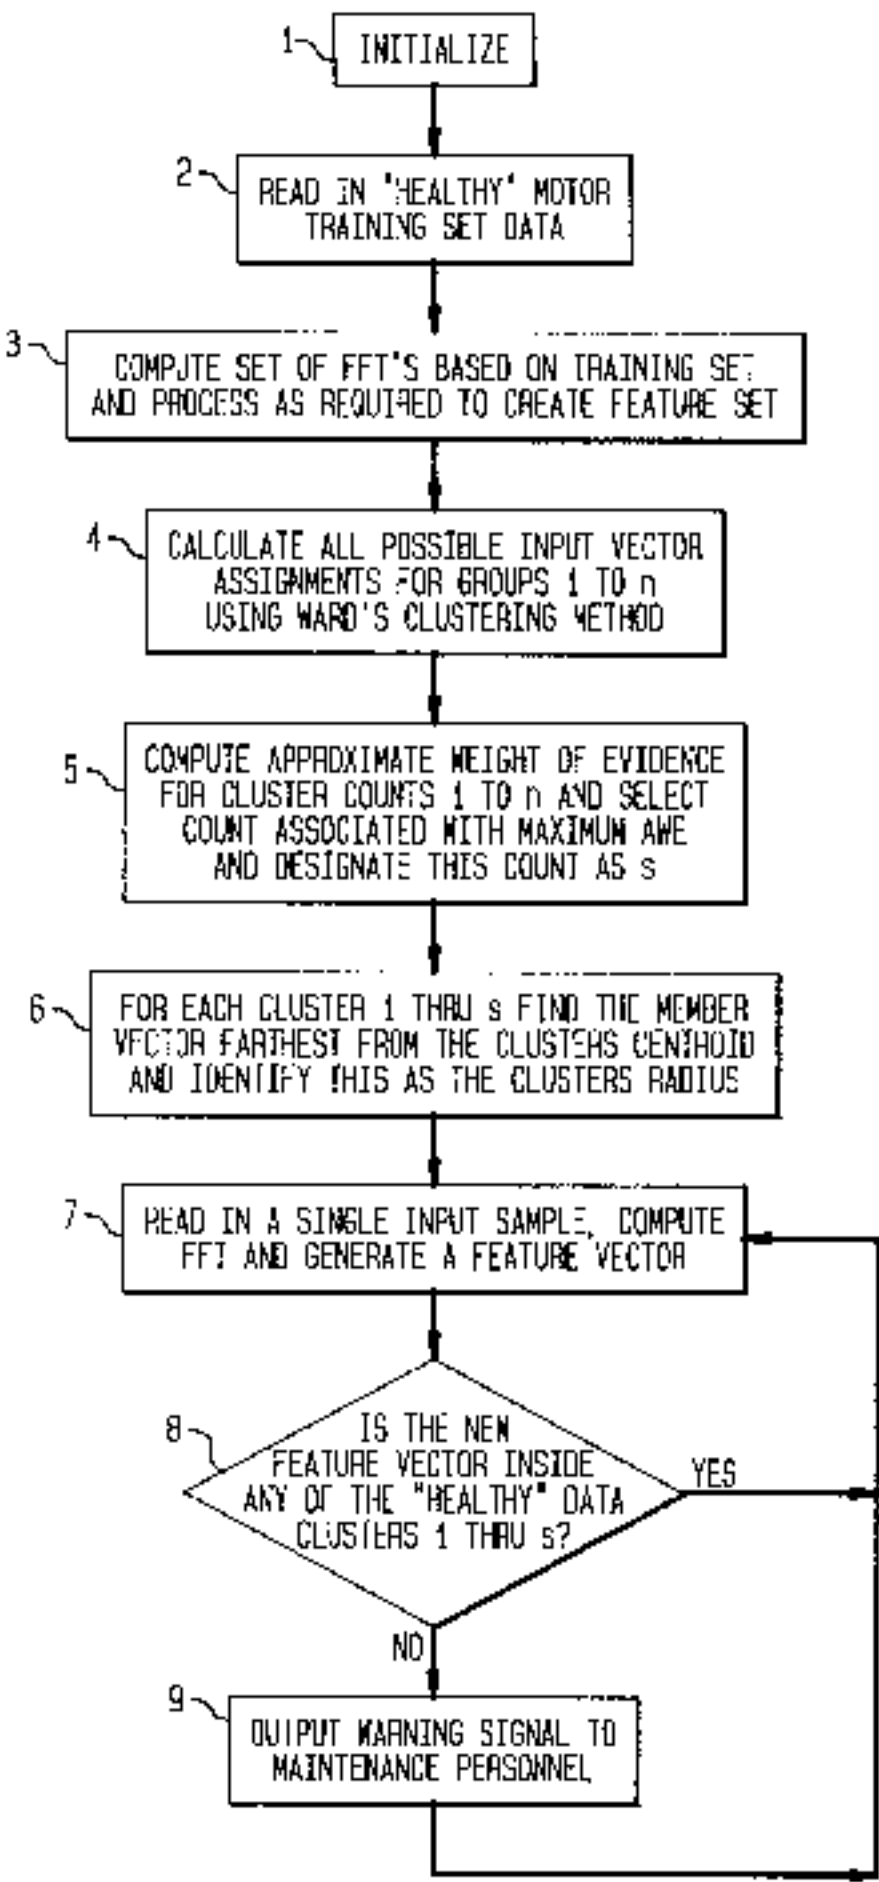 1
INITIALIZE
2
READ IN "HEALTHY" MOTOR
TRAINING SET DATA
3
COMPUTE SET OF FFT'S BASED ON TRAINING SET
AND PROCESS AS REQUIRED TO CREATE FEATURE SET
4
CALCULATE ALL POSSIBLE INPUT VECTOR
ASSIGNMENTS FOR GROUPS 1 TO n
USING WARD'S CLUSTERING METHOD
5
COMPUTE APPROXIMATE WEIGHT OF EVIDENCE
FOR CLUSTER COUNTS 1 TO n AND SELECT
COUNT ASSOCIATED WITH MAXIMUM AWE
AND DESIGNATE THIS COUNT AS s
6
FOR EACH CLUSTER 1 THRU s FIND THE MEMBER
VECTOR FARTHEST FROM THE CLUSTERS CENTROID
AND IDENTIFY THIS AS THE CLUSTERS RADIUS
7
READ IN A SINGLE INPUT SAMPLE, COMPUTE
FFT AND GENERATE A FEATURE VECTOR
8
IS THE NEW
FEATURE VECTOR INSIDE
ANY OF THE "HEALTHY" DATA
CLUSTERS 1 THRU s?
YES
NO
9
OUTPUT WARNING SIGNAL TO
MAINTENANCE PERSONNEL